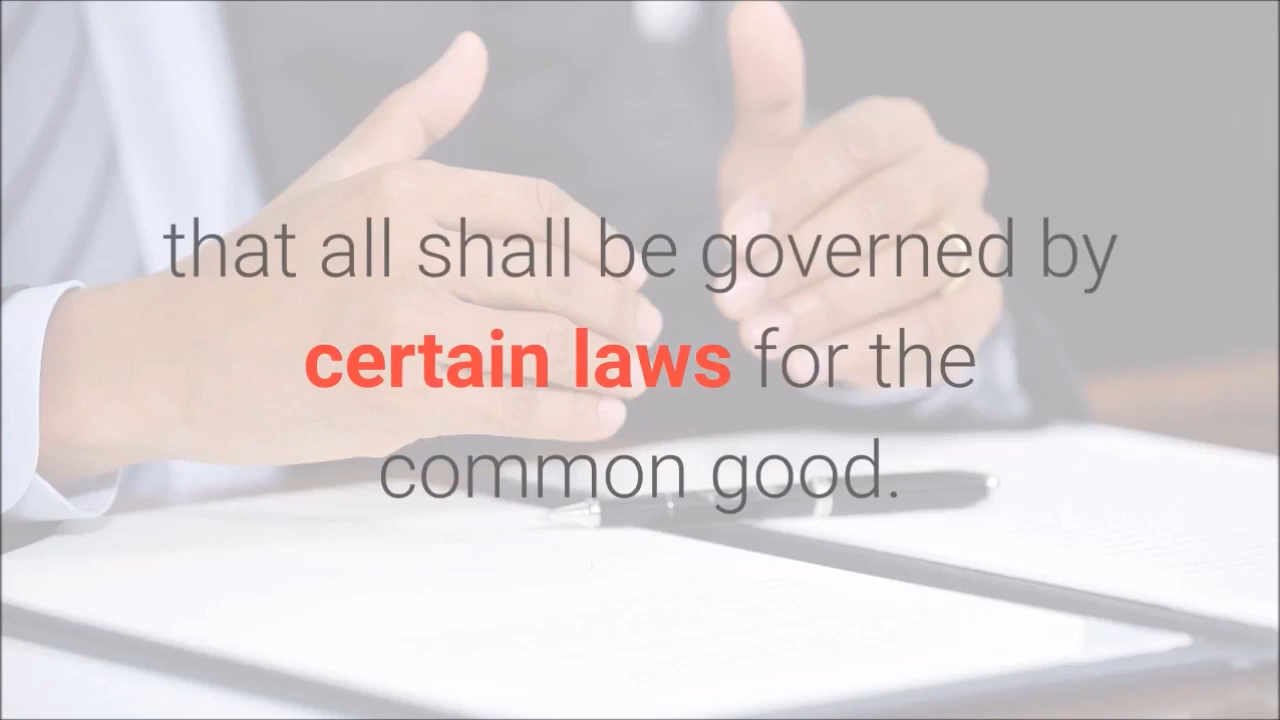 that all shall be governed by
certain laws for the
common good.